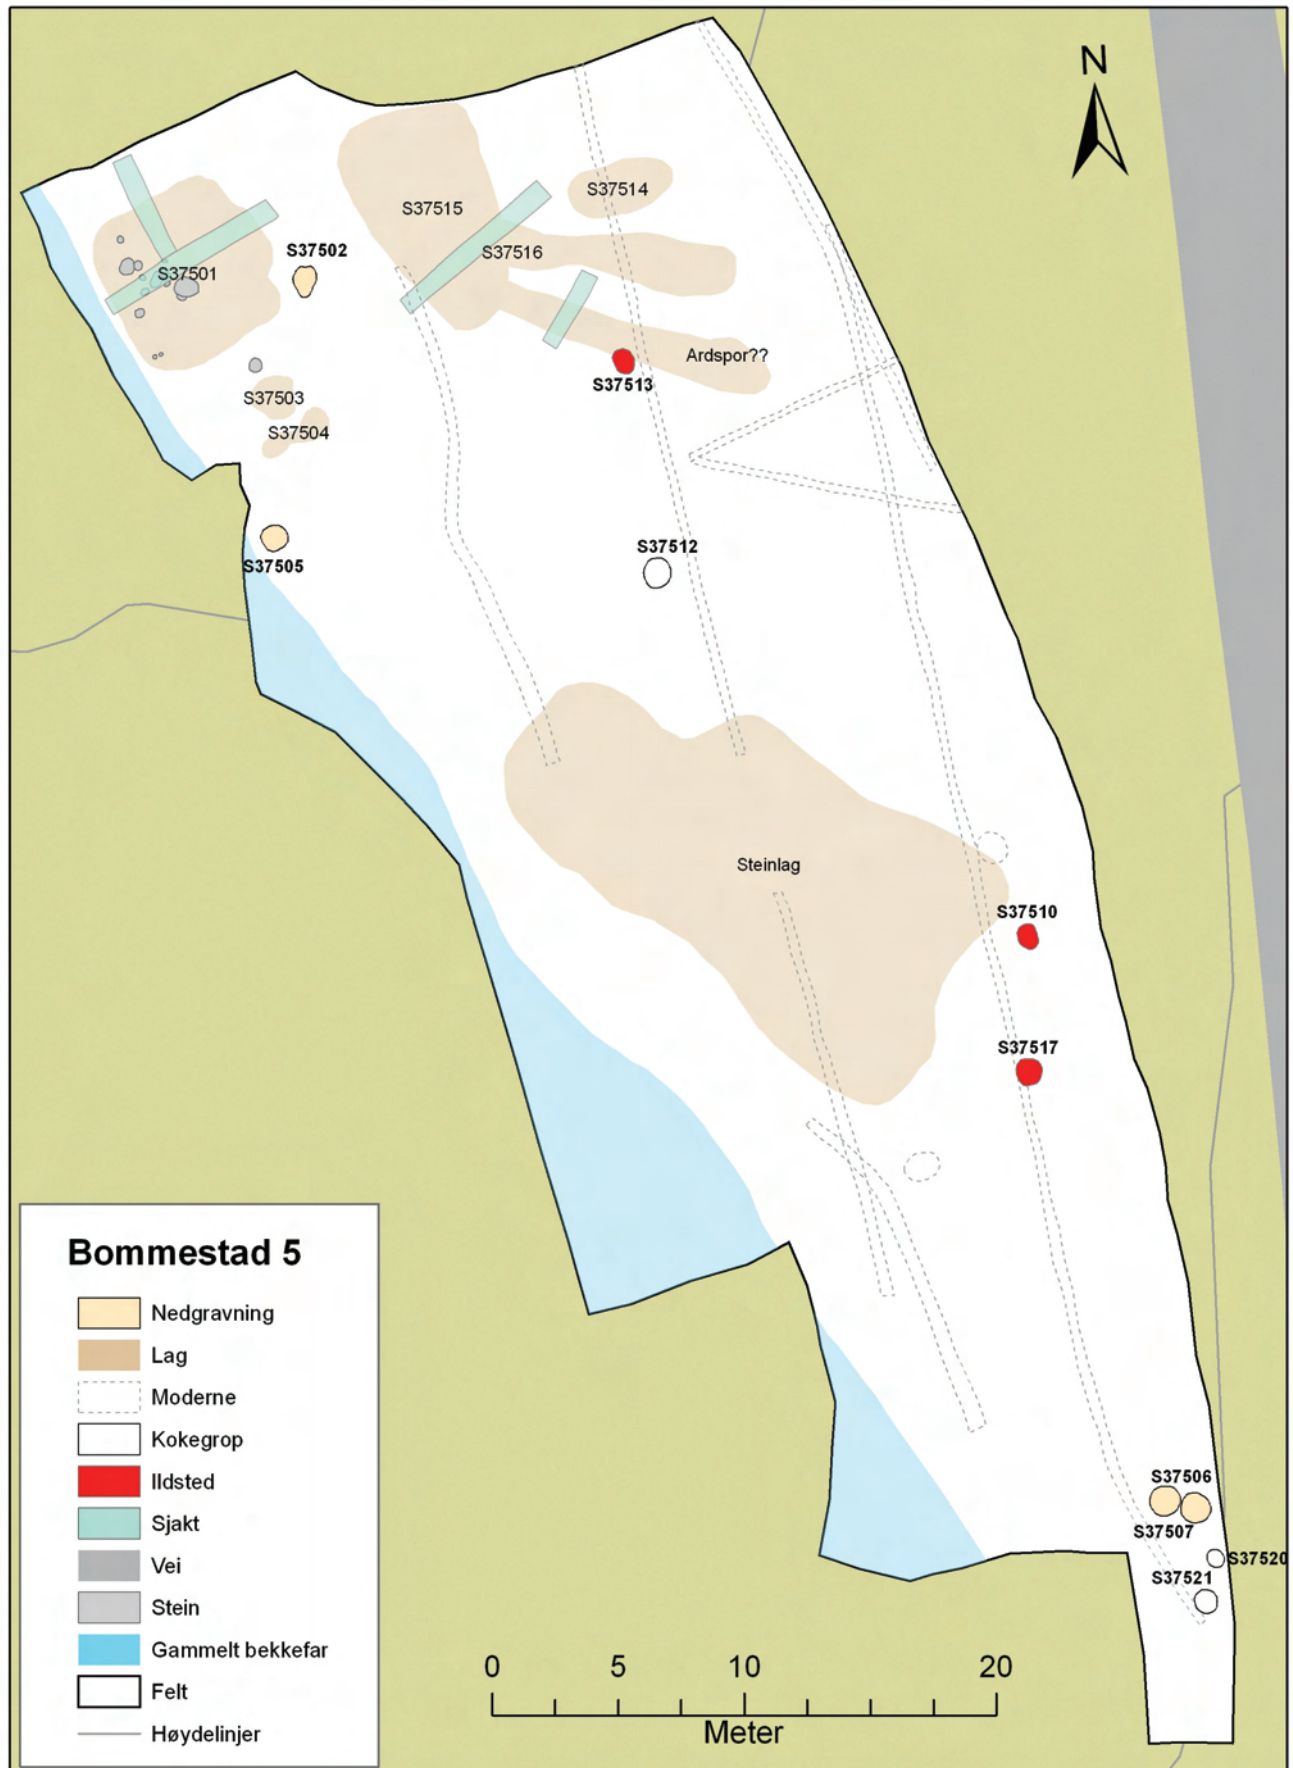 N
S37514
S37515
S37502
S37516
S37501
Ardspor??
S37513
S37503
S37504
S37512
S37505
Steinlag
S37510
S37517
S37506
S37507
S37520
S37521
Bommestad 5
Nedgravning
Lag
Moderne
Kokegrop
Ildsted
Sjakt
Vei
Stein
Gammelt bekkefar
Felt
Høydelinjer
0 5 10 20
Meter